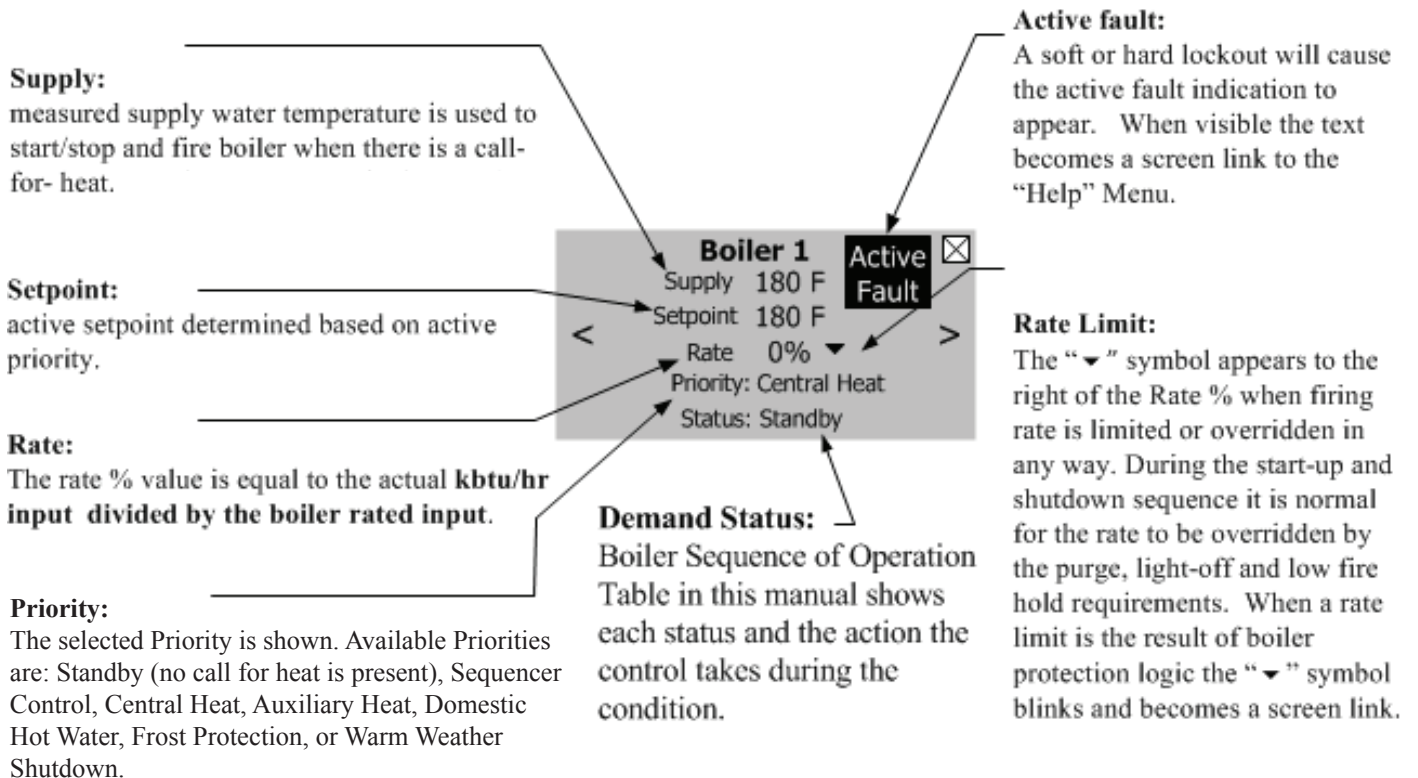 Supply:
measured supply water temperature is used to
start/stop and fire boiler when there is a call-
for- heat.
Setpoint:
active setpoint determined based on active
priority.
Rate:
The rate % value is equal to the actual kbtu/hr
input divided by the boiler rated input.
Priority:
The selected Priority is shown. Available Priorities
are: Standby (no call for heat is present), Sequencer
Control, Central Heat, Auxiliary Heat, Domestic
Hot Water, Frost Protection, or Warm Weather
Shutdown.
Boiler 1
Active
Fault
Supply 180 F
Setpoint 180 F
< >
Rate 0% ▼
Priority: Central Heat
Status: Standby
Demand Status:
Boiler Sequence of Operation
Table in this manual shows
each status and the action the
control takes during the
condition.
Active fault:
A soft or hard lockout will cause
the active fault indication to
appear. When visible the text
becomes a screen link to the
“Help” Menu.
Rate Limit:
The “▼” symbol appears to the
right of the Rate % when firing
rate is limited or overridden in
any way. During the start-up and
shutdown sequence it is normal
for the rate to be overridden by
the purge, light-off and low fire
hold requirements. When a rate
limit is the result of boiler
protection logic the “▼” symbol
blinks and becomes a screen link.